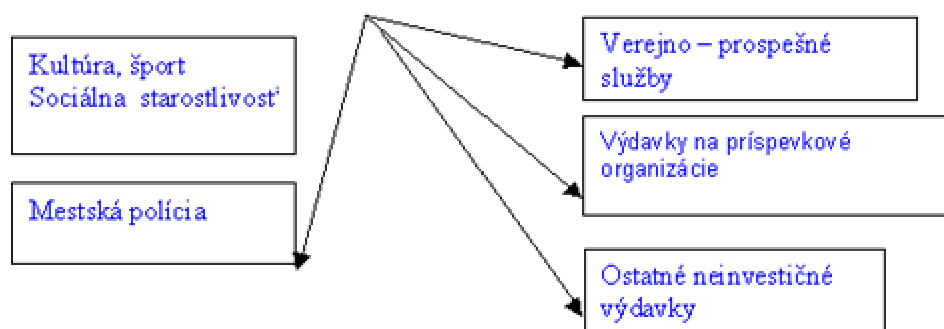 Kultúra, šport
Sociálna starostlivosť
Mestská polícia
Verejno – prospešné
služby
Výdavky na príspevkové
organizácie
Ostatné neinvestičné
výdavky